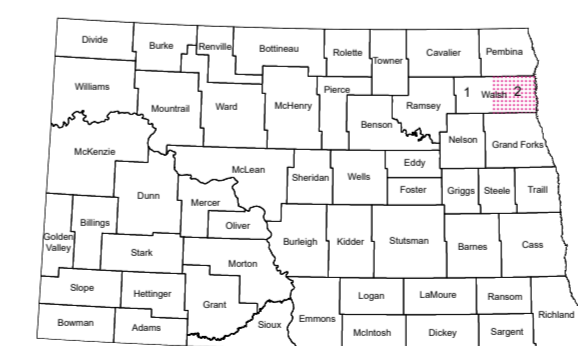 Divide Burke Renville Bottineau Rolette Towner Cavalier Pembina
Williams Mountrail Ward McHenry Pierce Benson Ramsey 1 Walsh 2
Nelson Grand Forks
McKenzie Dunn McLean Sheridan Wells Eddy
Foster Griggs Steele Traill
Golden Valley Billings Mercer Oliver
Stark Morton Burleigh Kidder Stutsman Barnes Cass
Slope Hettinger Grant Sioux Emmons Logan LaMoure Ransom Richland
Bowman Adams McIntosh Dickey Sargent